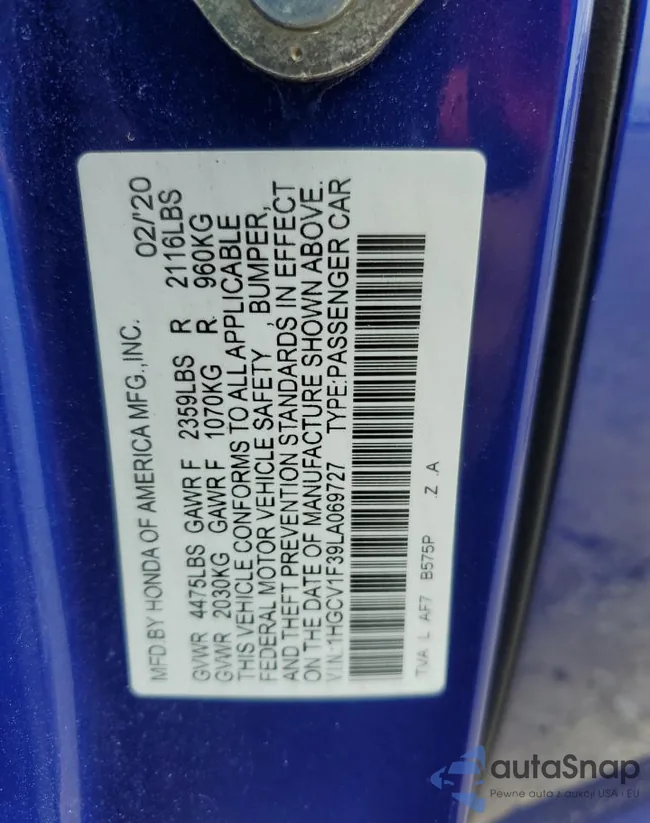 MFD.BY HONDA OF AMERICA MFG.,INC. 02/'20
GVWR 4475LBS GAWR F 2359LBS R 2116LBS
GVWR 2030KG GAWR F 1070KG R 960KG
THIS VEHICLE CONFORMS TO ALL APPLICABLE
FEDERAL MOTOR VEHICLE SAFETY , BUMPER,
AND THEFT PREVENTION STANDARDS IN EFFECT
ON THE DATE OF MANUFACTURE SHOWN ABOVE.
V.I.N.:1HGCV1F39LA069727 TYPE:PASSENGER CAR
TVA L AF7 B575P .Z .A
autaSnap
Pewne auta z aukcji USA i EU